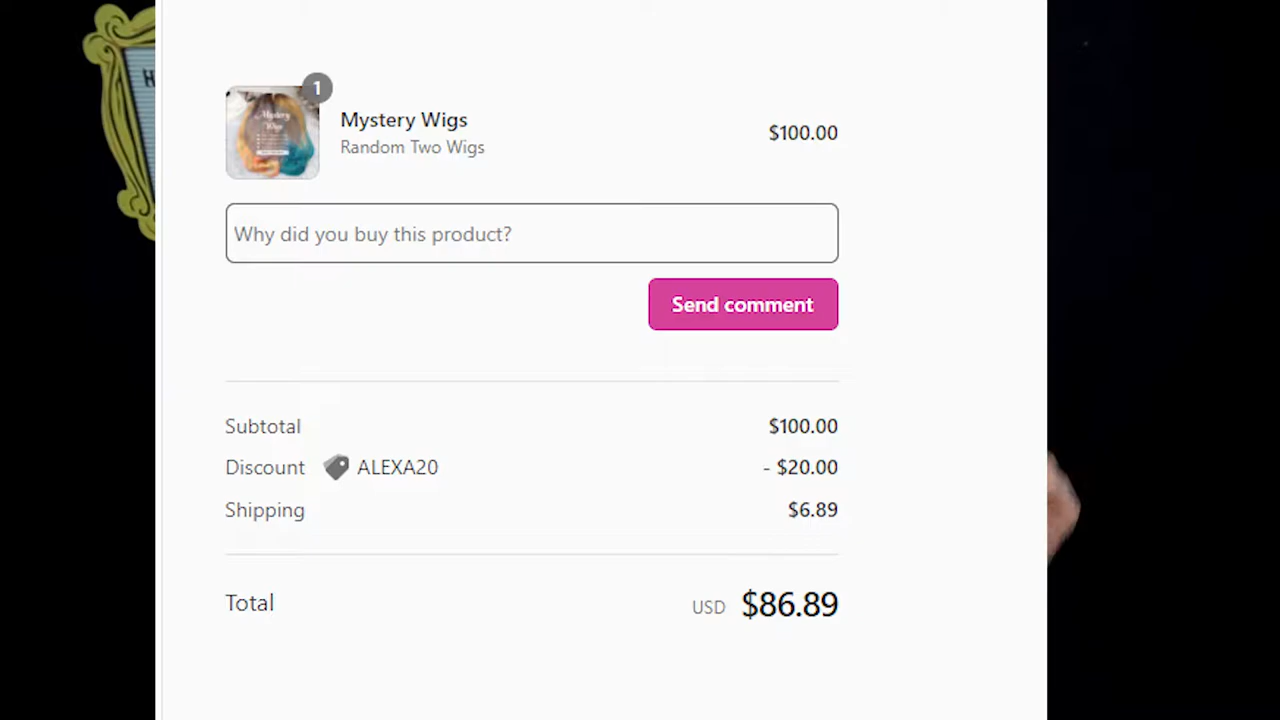 1
Mystery Wigs
Random Two Wigs
$100.00
Mystery
Why did you buy this product?
Send comment
Subtotal $100.00
Discount ALEXA20 - $20.00
Shipping $6.89
Total USD $86.89